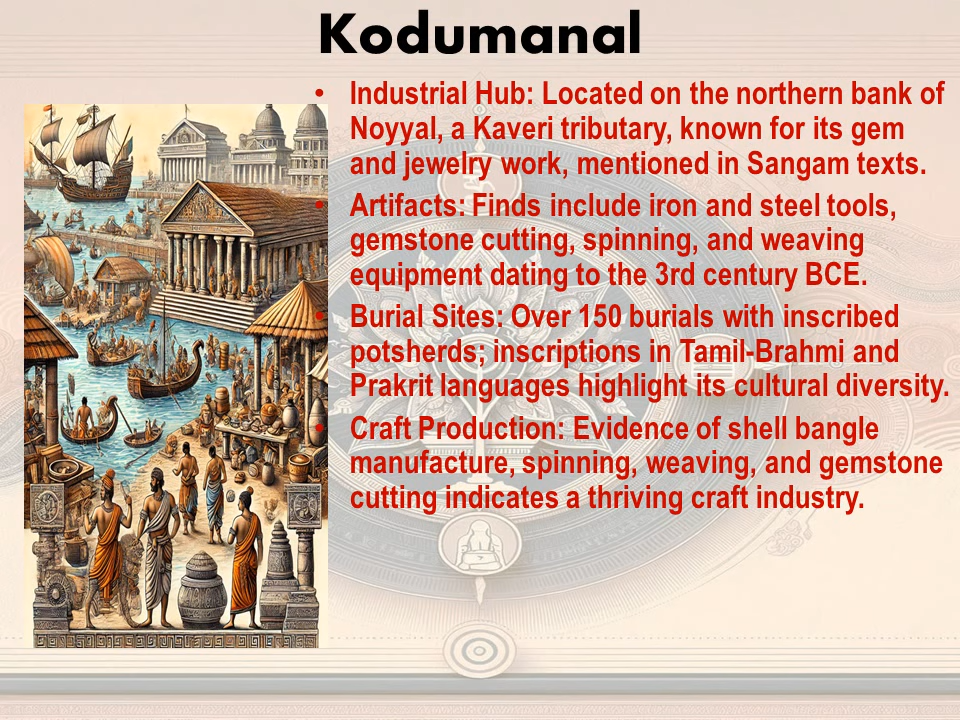 Kodumanal
• Industrial Hub: Located on the northern bank of
Noyyal, a Kaveri tributary, known for its gem
and jewelry work, mentioned in Sangam texts.
• Artifacts: Finds include iron and steel tools,
gemstone cutting, spinning, and weaving
equipment dating to the 3rd century BCE.
• Burial Sites: Over 150 burials with inscribed
potsherds; inscriptions in Tamil-Brahmi and
Prakrit languages highlight its cultural diversity.
• Craft Production: Evidence of shell bangle
manufacture, spinning, weaving, and gemstone
cutting indicates a thriving craft industry.